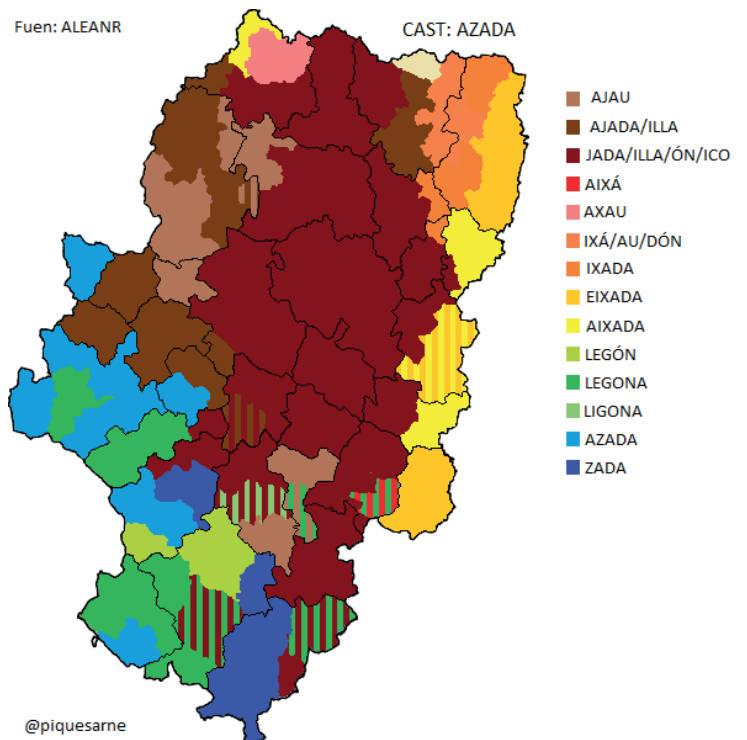 Fuen: ALEANR
CAST: AZADA
AJAU
AJADA/ILLA
JADA/ILLA/ÓN/ICO
AIXÁ
AXAU
IXÁ/AU/DÓN
IXADA
EIXADA
AIXADA
LEGÓN
LEGONA
LIGONA
AZADA
ZADA
@piquesarne